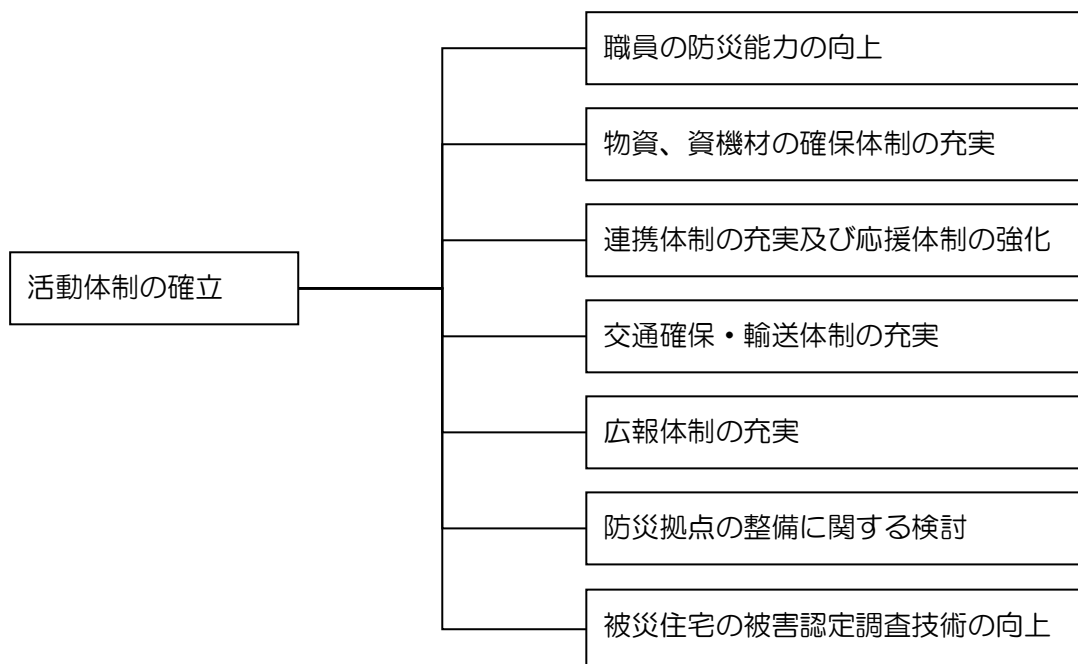 職員の防災能力の向上
物資、資機材の確保体制の充実
連携体制の充実及び応援体制の強化
活動体制の確立
交通確保・輸送体制の充実
広報体制の充実
防災拠点の整備に関する検討
被災住宅の被害認定調査技術の向上